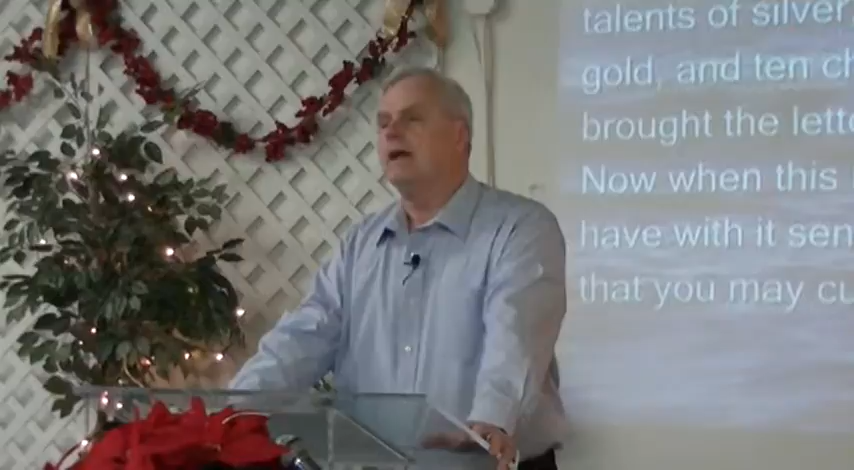 talents of silver,
gold, and ten
brought the
Now when this
have with it
that you may